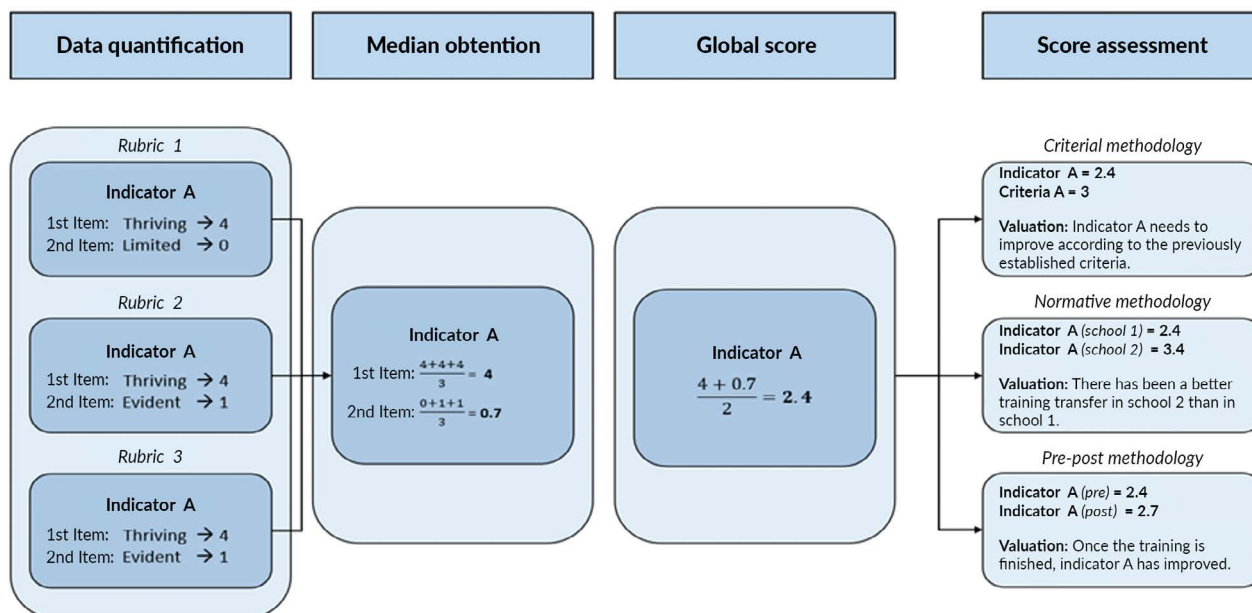 Data quantification
Median obtention
Global score
Score assessment
Rubric 1
Indicator A
1st Item: Thriving → 4
2nd Item: Limited → 0
Rubric 2
Indicator A
1st Item: Thriving → 4
2nd Item: Evident → 1
Rubric 3
Indicator A
1st Item: Thriving → 4
2nd Item: Evident → 1
Indicator A
1st Item: 4+4+4/3 = 4
2nd Item: 0+1+1/3 = 0.7
Indicator A
4 + 0.7/2 = 2.4
Criterial methodology
Indicator A = 2.4
Criteria A = 3
Valuation: Indicator A needs to
improve according to the previously
established criteria.
Normative methodology
Indicator A (school 1) = 2.4
Indicator A (school 2) = 3.4
Valuation: There has been a better
training transfer in school 2 than in
school 1.
Pre-post methodology
Indicator A (pre) = 2.4
Indicator A (post) = 2.7
Valuation: Once the training is
finished, indicator A has improved.